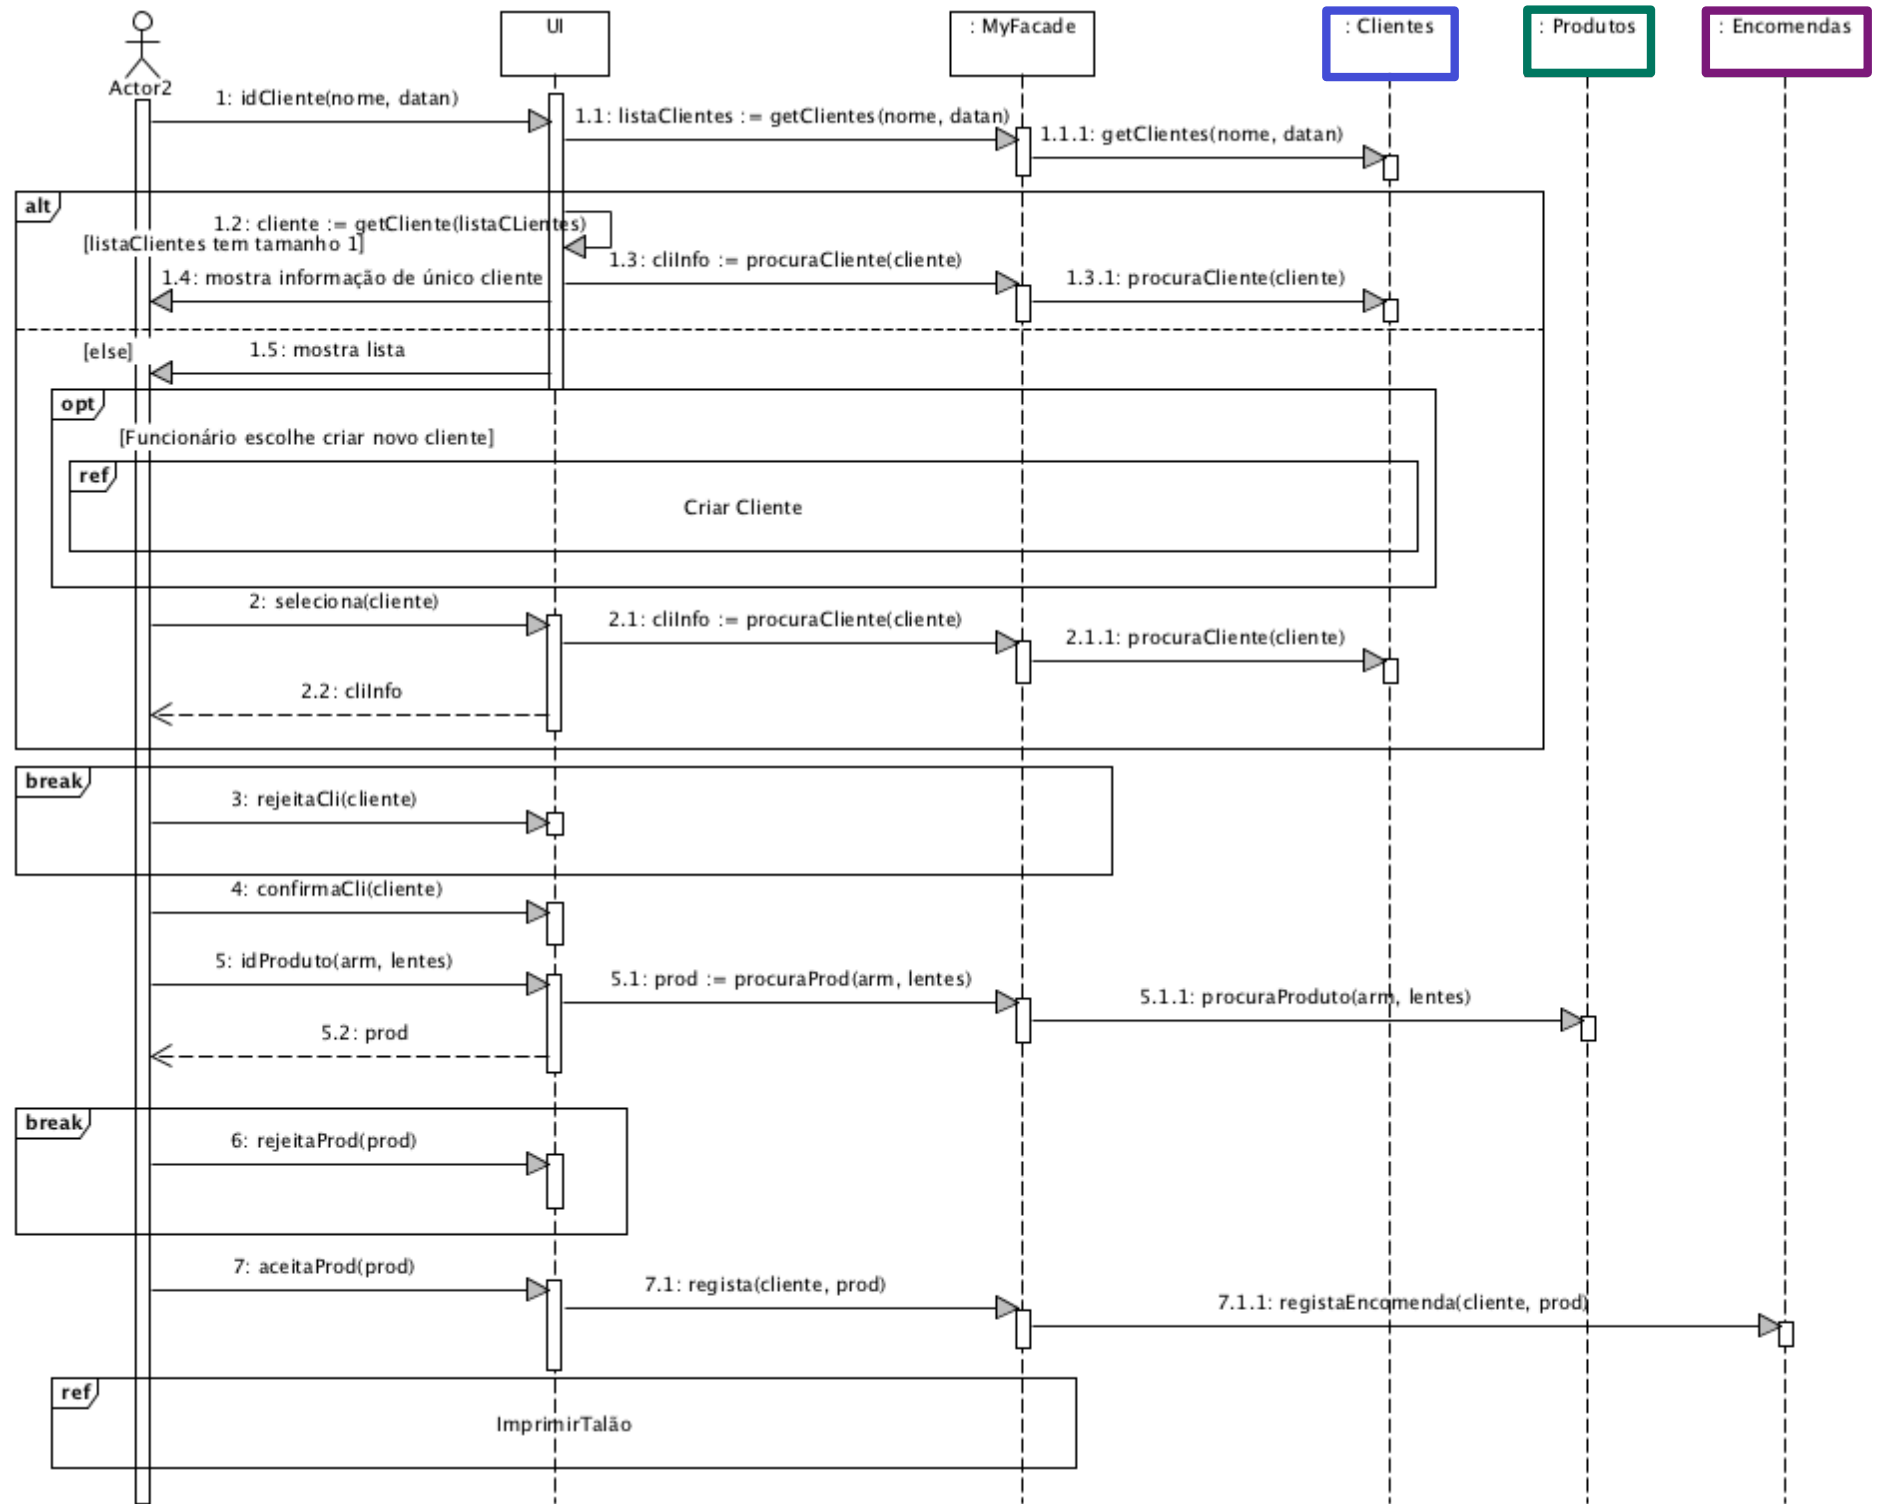 UI
: MyFacade
: Clientes
: Produtos
: Encomendas
Actor2
1: idCliente(nome, datan)
1.1: listaClientes := getClientes(nome, datan)
1.1.1: getClientes(nome, datan)
alt
1.2: cliente := getCliente(listaCLientes)
[listaClientes tem tamanho 1]
1.3: cliInfo := procuraCliente(cliente)
1.4: mostra informação de único cliente
1.3.1: procuraCliente(cliente)
[else]
1.5: mostra lista
opt
[Funcionário escolhe criar novo cliente]
ref
Criar Cliente
2: seleciona(cliente)
2.1: cliInfo := procuraCliente(cliente)
2.1.1: procuraCliente(cliente)
2.2: cliInfo
break
3: rejeitaCli(cliente)
4: confirmaCli(cliente)
5: idProduto(arm, lentes)
5.1: prod := procuraProd(arm, lentes)
5.1.1: procuraProduto(arm, lentes)
5.2: prod
break
6: rejeitaProd(prod)
7: aceitaProd(prod)
7.1: regista(cliente, prod)
7.1.1: registaEncomenda(cliente, prod)
ref
ImprimirTalão